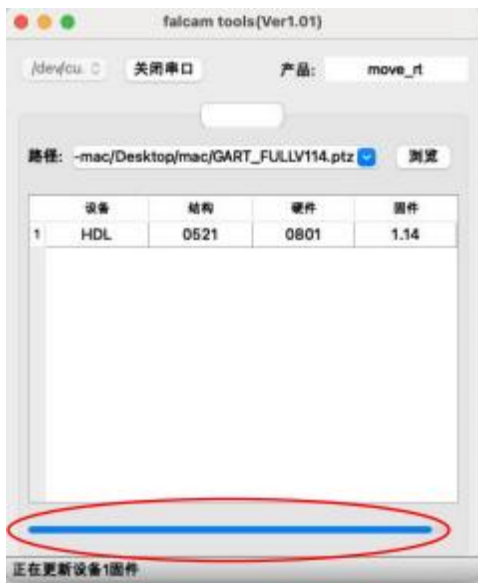 falcam tools(Ver1.01)
/dev/cu. 关闭串口 产品: move_rt
路径: -mac/Desktop/mac/GART_FULLV114.ptz 浏览
设备 结构 硬件 固件
1 HDL 0521 0801 1.14
正在更新设备1固件